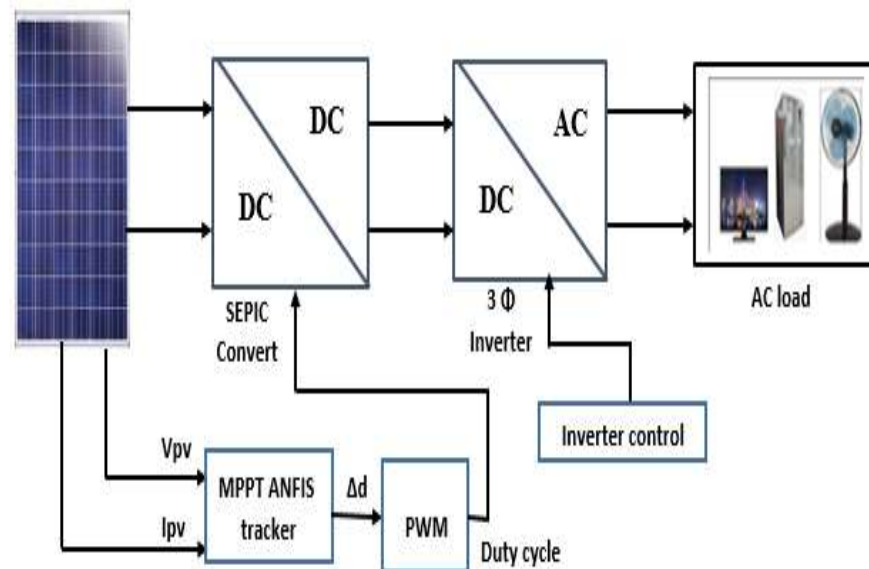 DC
DC
AC
DC
SEPIC
Convert
3 Φ
Inverter
AC load
Inverter control
Vpv
Ipv
MPPT ANFIS
tracker
Δd
PWM
Duty cycle